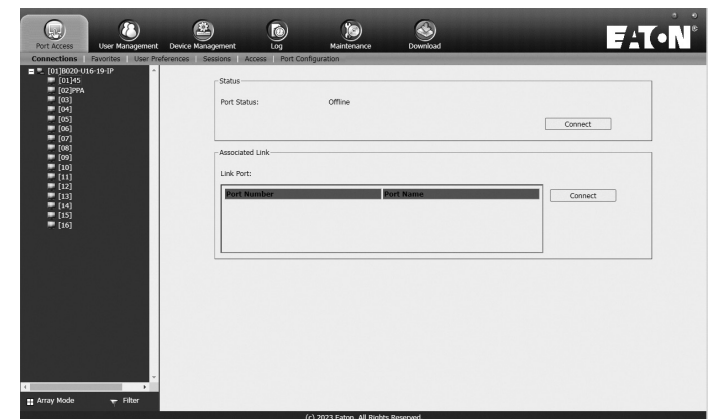 Port Access User Management Device Management Log Maintenance Download
EATON®
Connections Favorites User Preferences Sessions Access Port Configuration
[01]B020-U16-19-IP
[01]45
[02]PPA
[03]
[04]
[05]
[06]
[07]
[08]
[09]
[10]
[11]
[12]
[13]
[14]
[15]
[16]
Status
Port Status: Offline
Connect
Associated Link
Link Port:
Port Number Port Name
Connect
Array Mode Filter
(c) 2023 Eaton. All Rights Reserved.